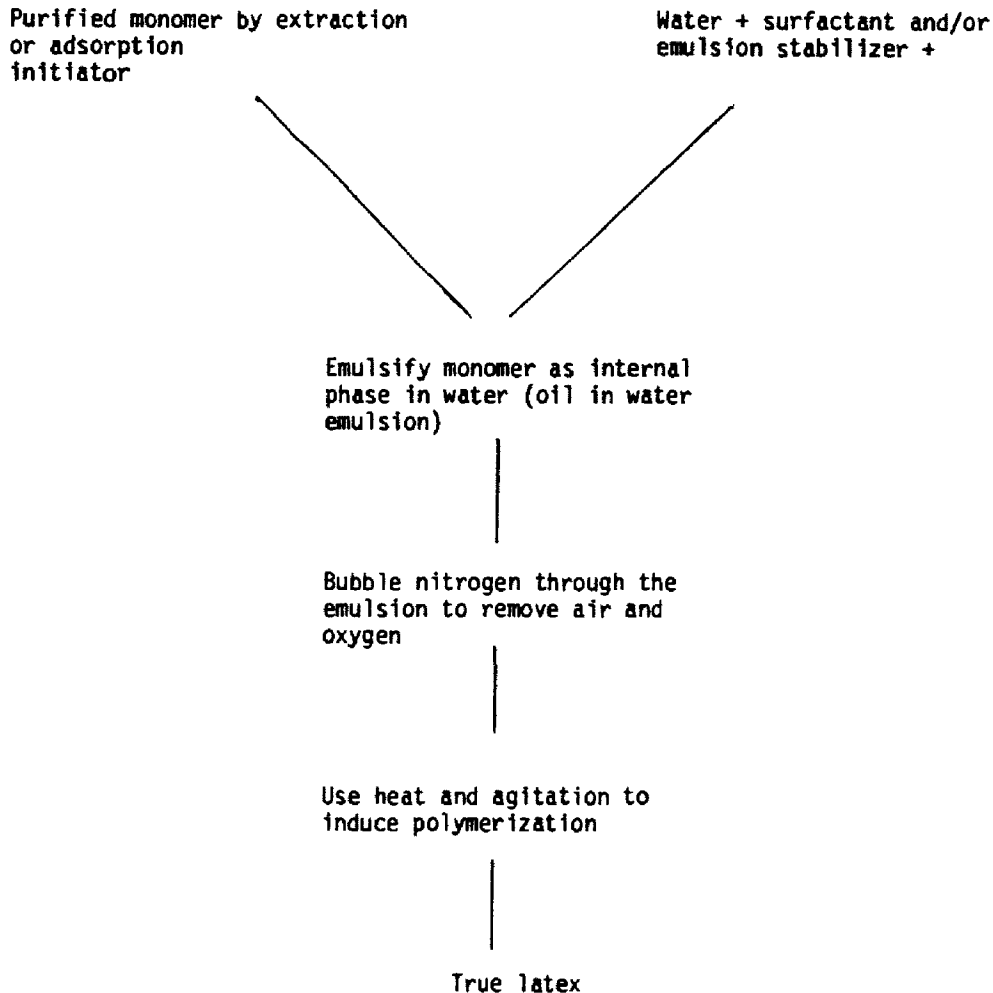 Purified monomer by extraction
or adsorption
initiator
Water + surfactant and/or
emulsion stabilizer +
Emulsify monomer as internal
phase in water (oil in water
emulsion)
Bubble nitrogen through the
emulsion to remove air and
oxygen
Use heat and agitation to
induce polymerization
True latex